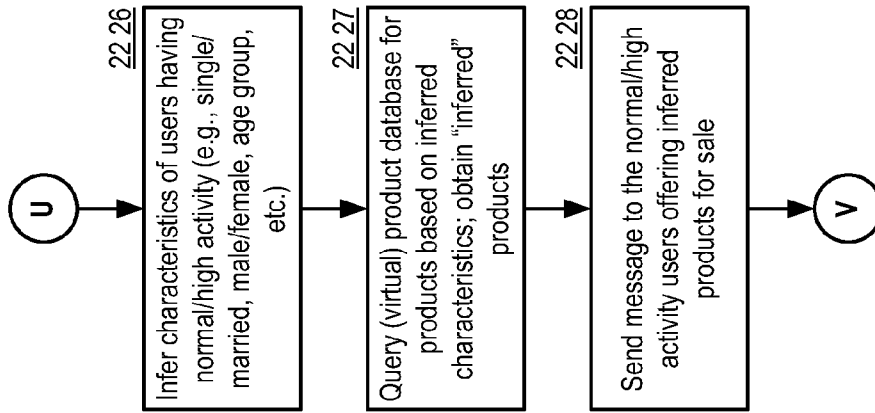 U
22 26
Infer characteristics of users having
normal/high activity (e.g., single/
married, male/female, age group,
etc.)
22 27
Query (virtual) product database for
products based on inferred
characteristics; obtain “inferred”
products
22 28
Send message to the normal/high
activity users offering inferred
products for sale
V